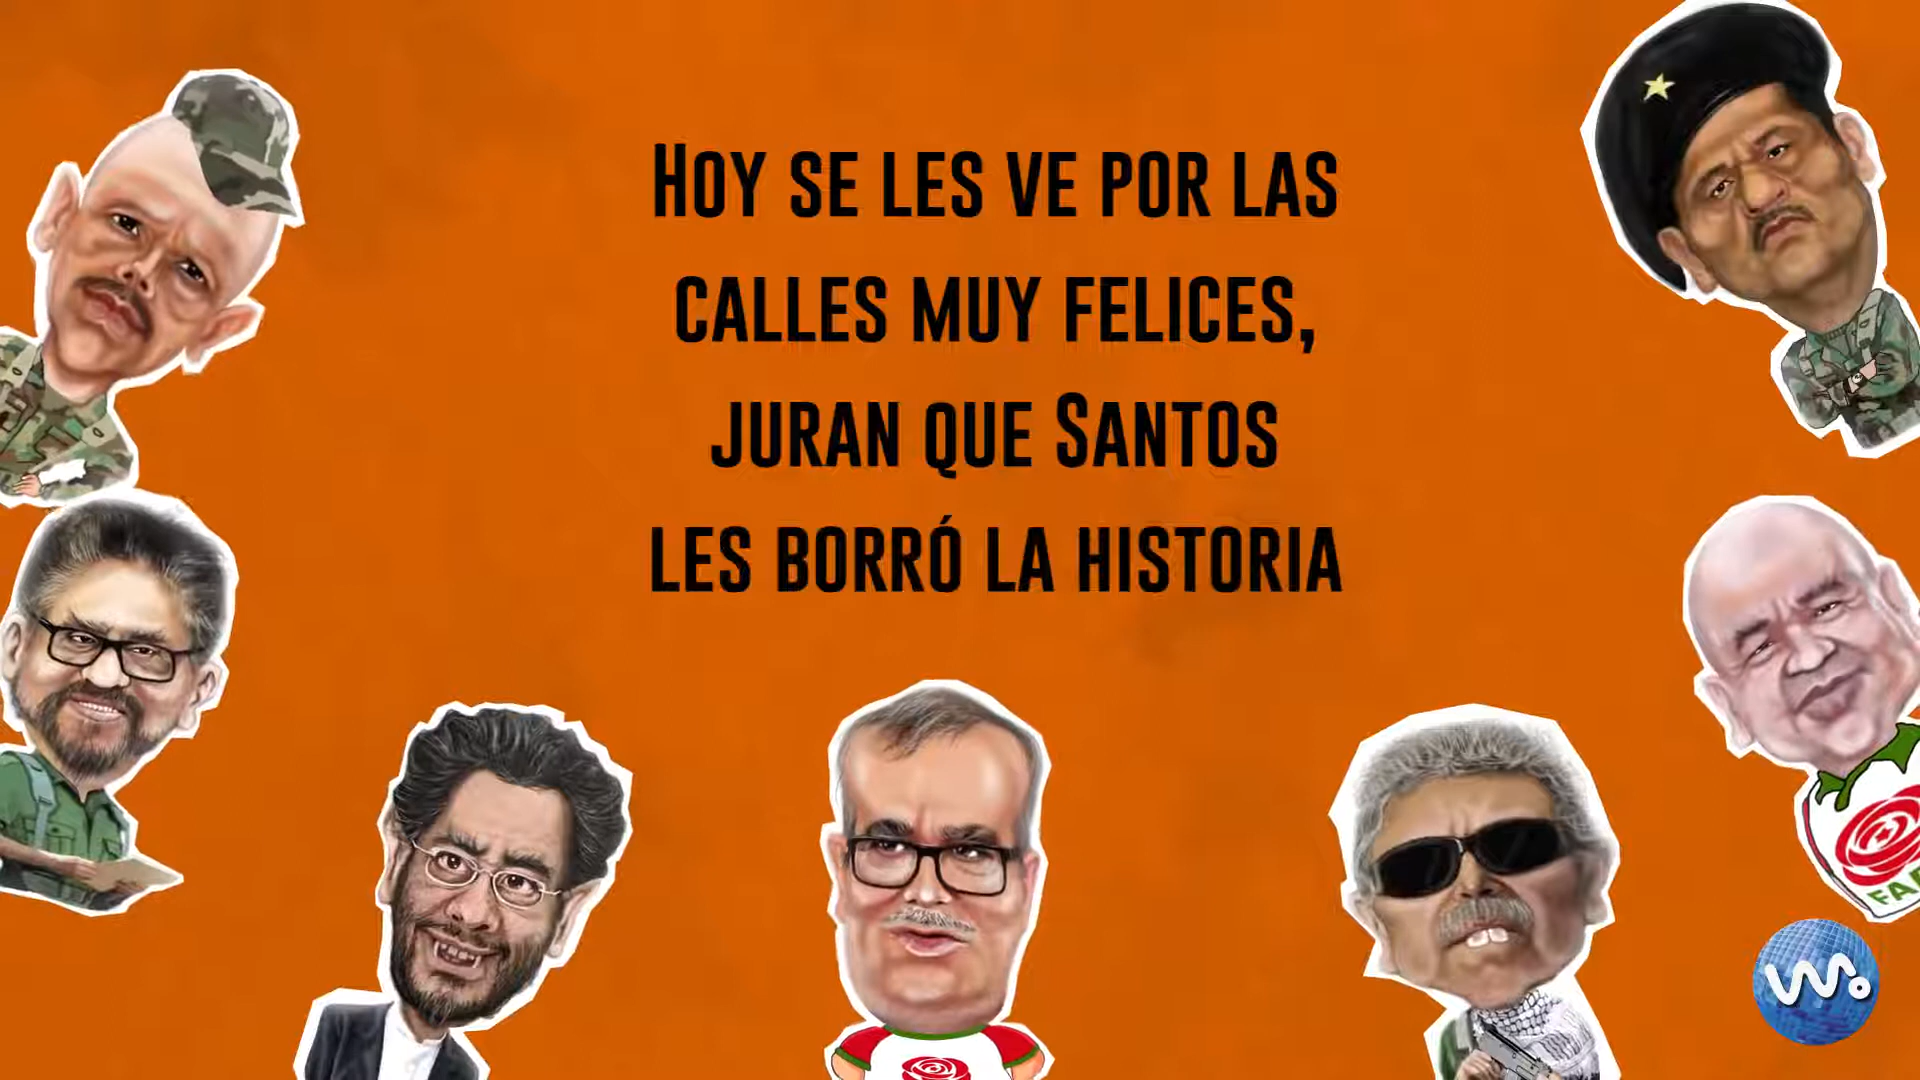 Hoy se les ve por las
calles muy felices,
juran que Santos
les borró la historia